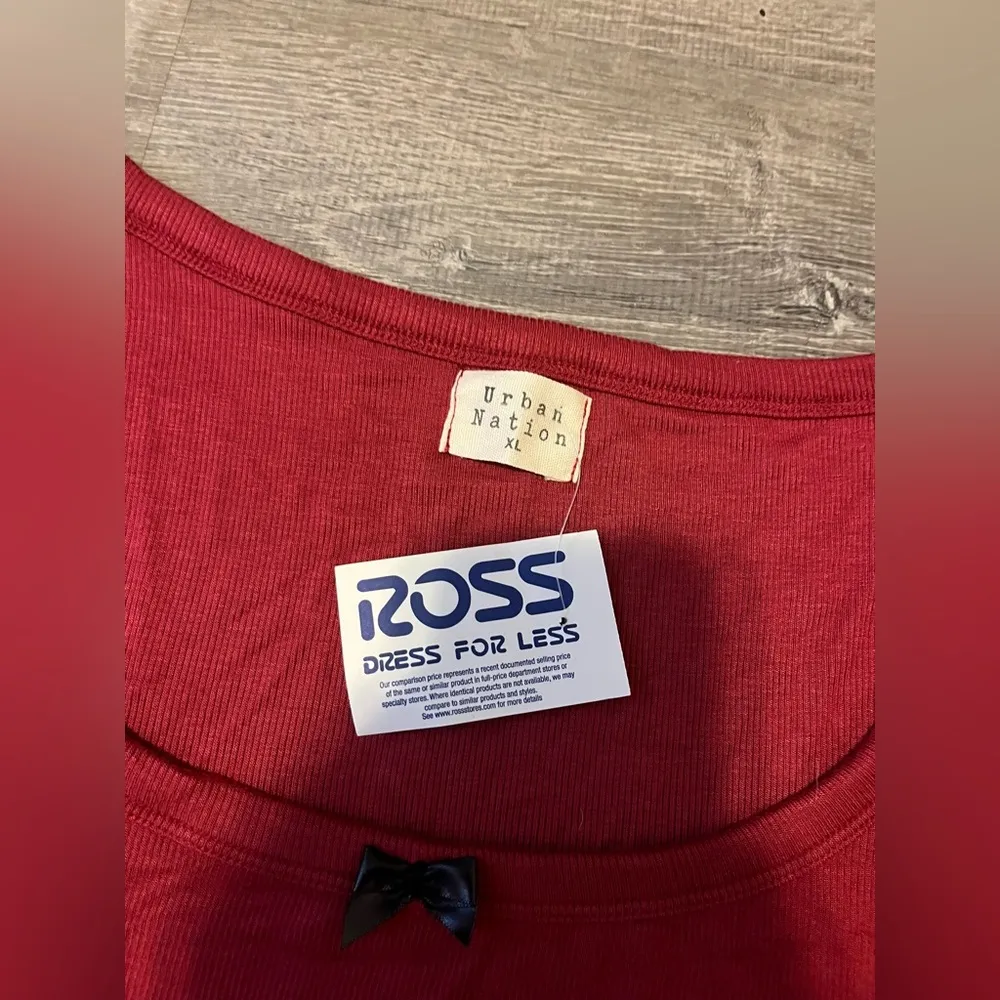 Urban
Nation
XL
ROSS
DRESS FOR LESS
Our comparison price represents a recent documented selling price
of the same or similar product in full-price department stores or
specialty stores. Where identical products are not available, we may
compare to similar products and styles.
See www.rossstores.com for more details